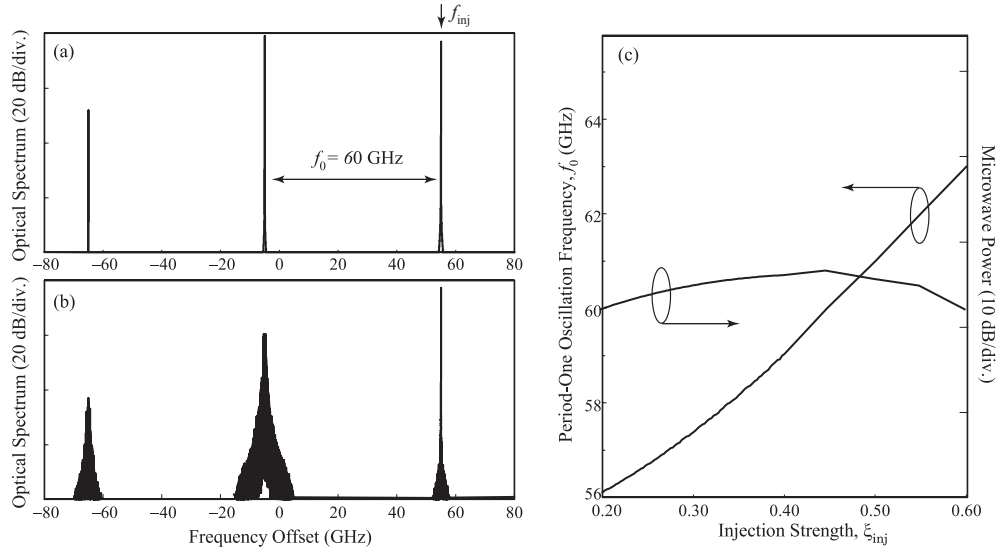 f_inj
(a)
Optical Spectrum (20 dB/div.)
f_0 = 60 GHz
−80 −60 −40 −20 0 20 40 60 80
(b)
Optical Spectrum (20 dB/div.)
−80 −60 −40 −20 0 20 40 60 80
Frequency Offset (GHz)
(c)
Period-One Oscillation Frequency, f_0 (GHz)
64
62
60
58
56
0.20 0.30 0.40 0.50 0.60
Injection Strength, ξ_inj
Microwave Power (10 dB/div.)